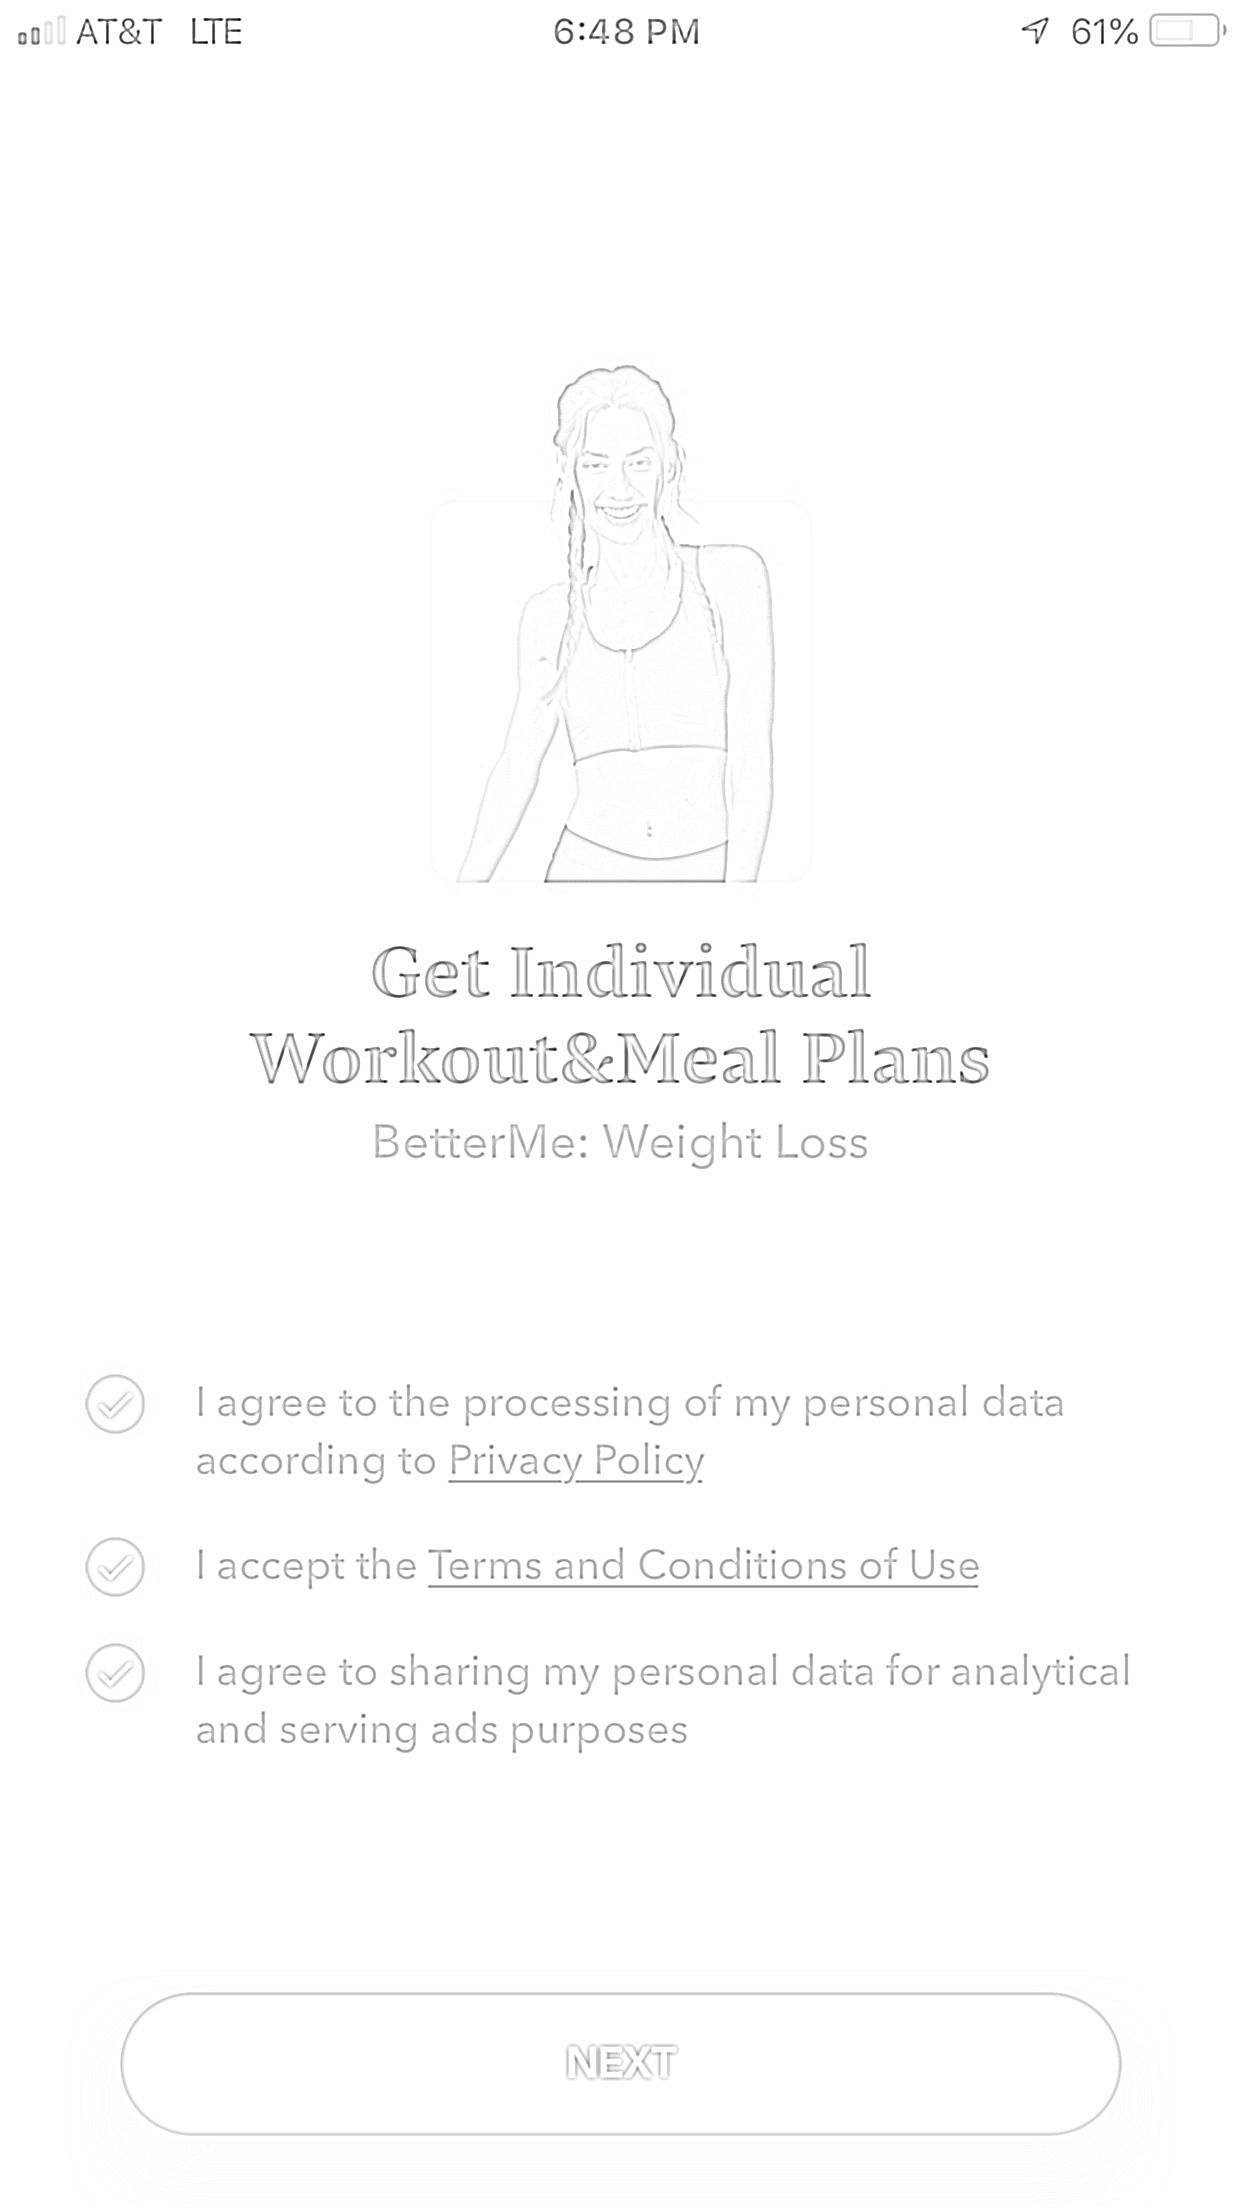 AT&T LTE 6:48 PM 61%
Get Individual
Workout&Meal Plans
BetterMe: Weight Loss
I agree to the processing of my personal data
according to Privacy Policy
I accept the Terms and Conditions of Use
I agree to sharing my personal data for analytical
and serving ads purposes
NEXT